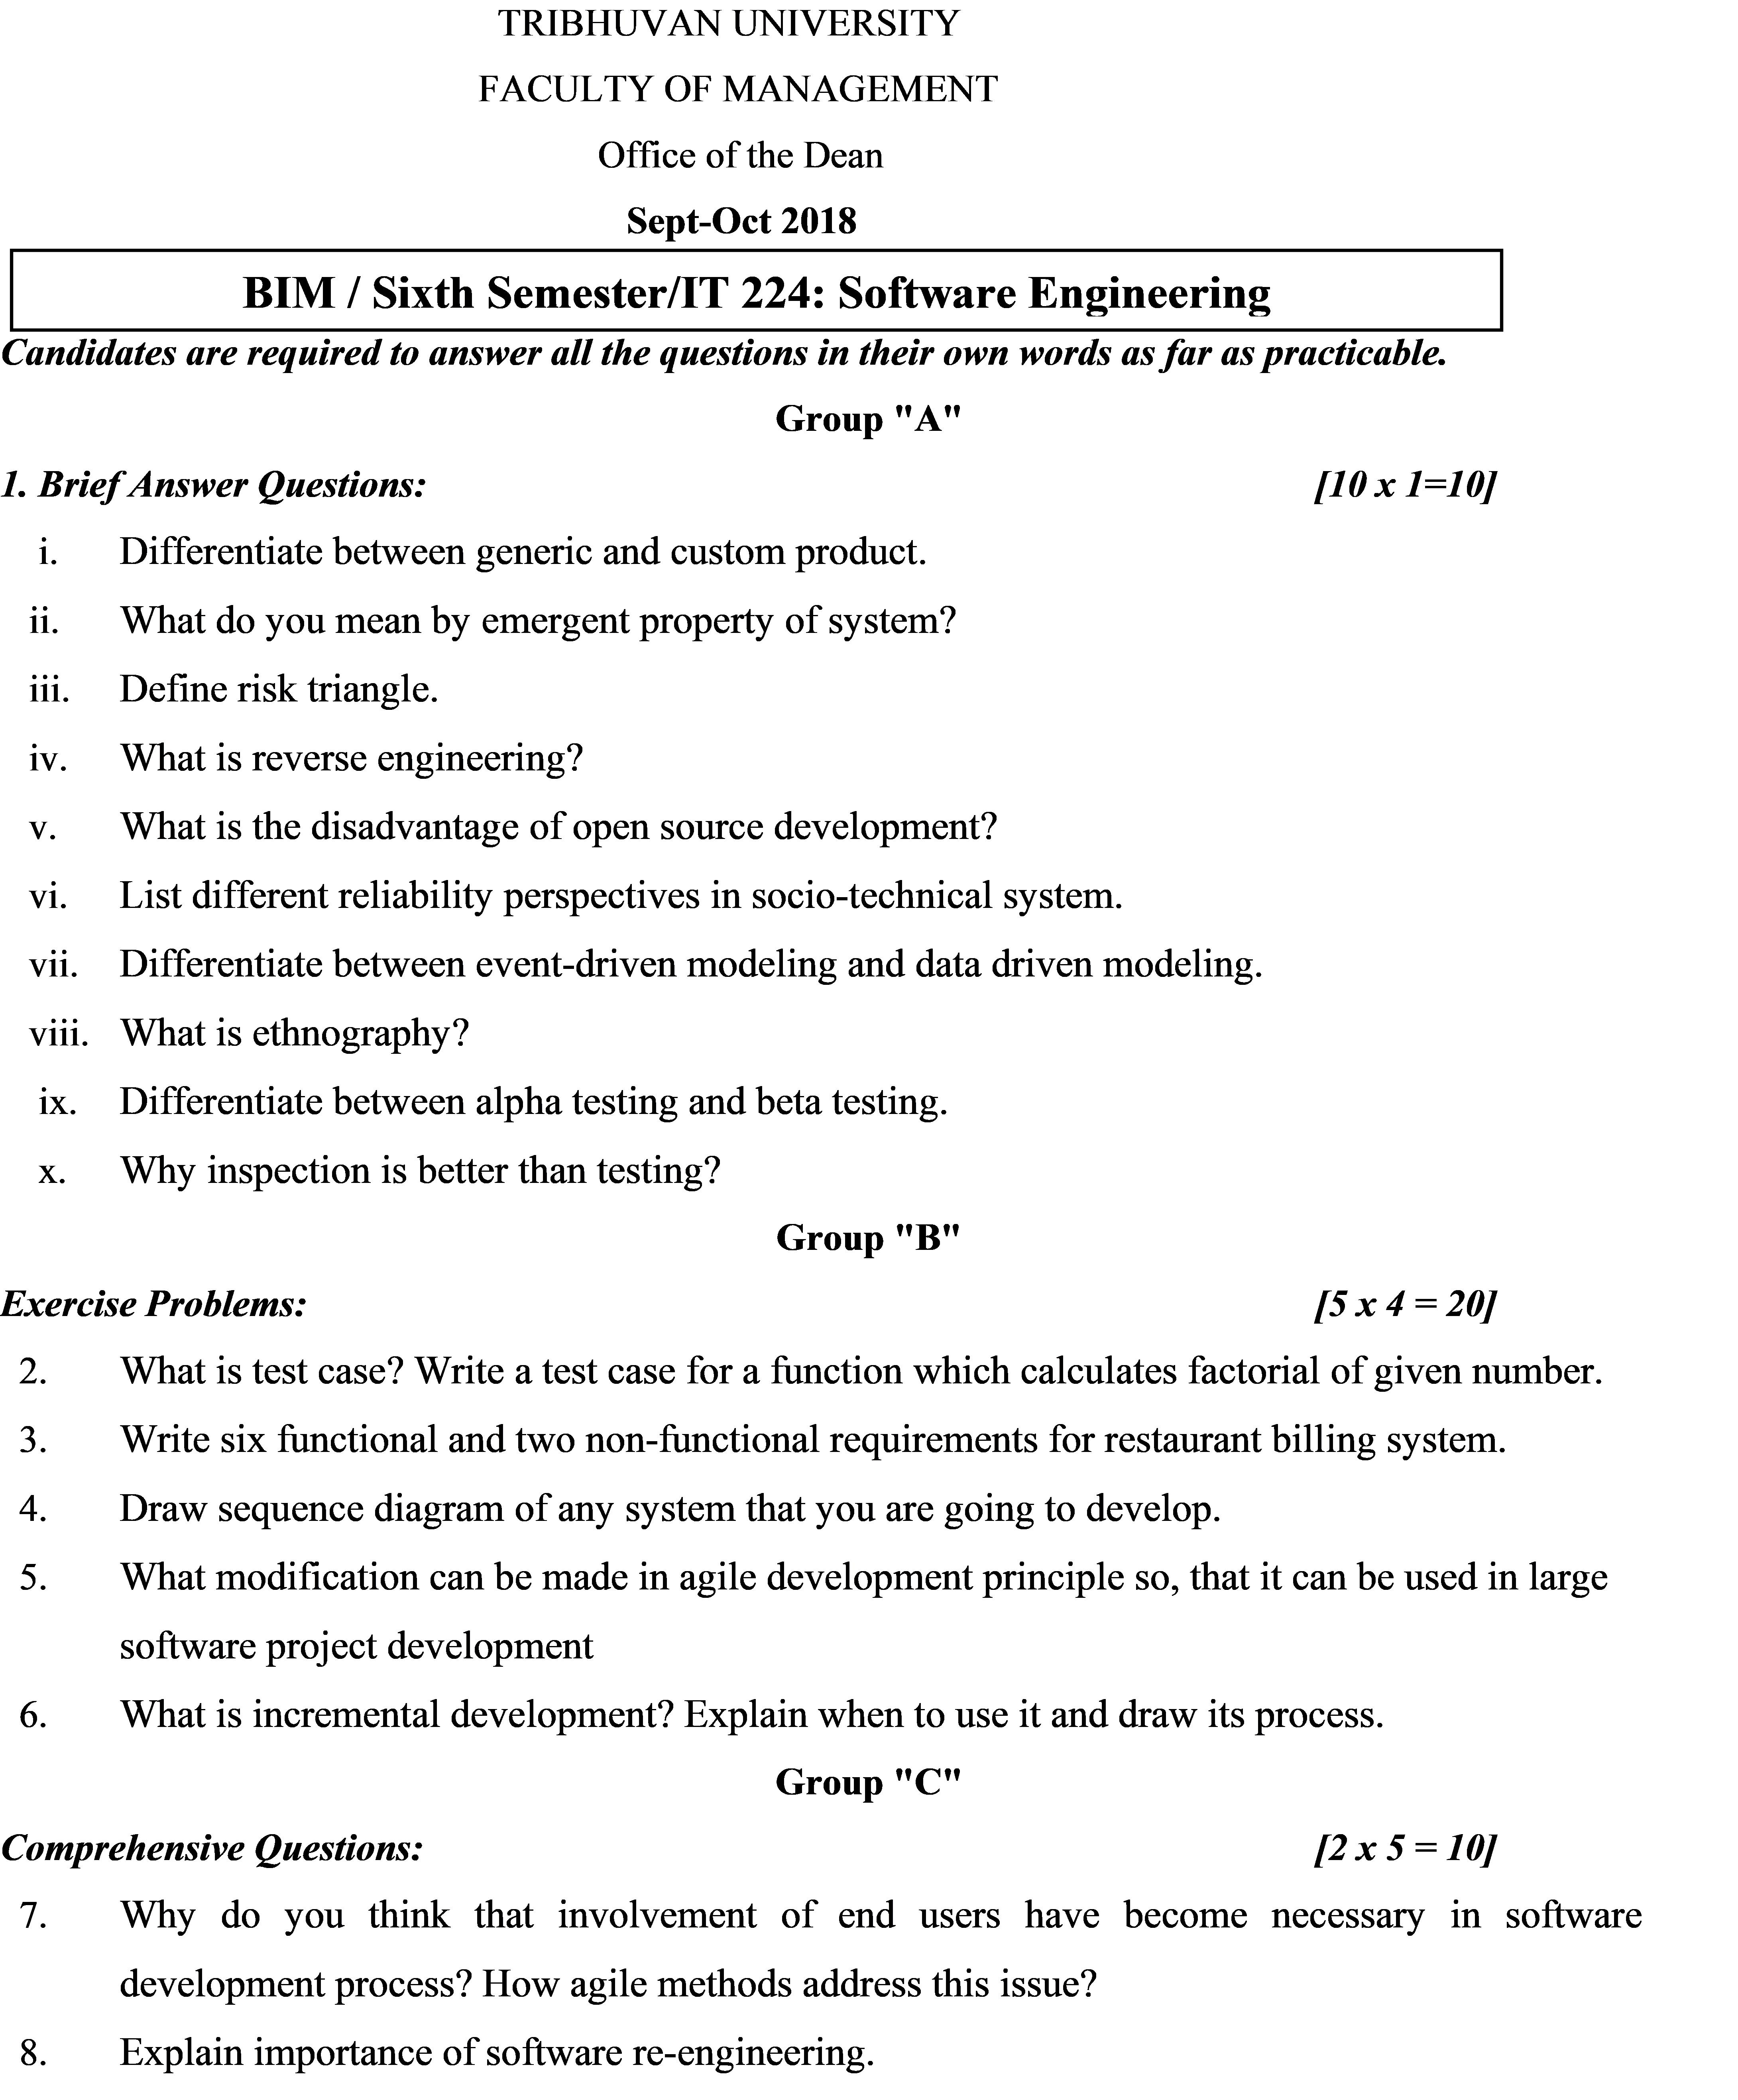 TRIBHUVAN UNIVERSITY
FACULTY OF MANAGEMENT
Office of the Dean
Sept-Oct 2018
BIM / Sixth Semester/IT 224: Software Engineering
Candidates are required to answer all the questions in their own words as far as practicable.
Group "A"
1. Brief Answer Questions: [10 x 1=10]
i. Differentiate between generic and custom product.
ii. What do you mean by emergent property of system?
iii. Define risk triangle.
iv. What is reverse engineering?
v. What is the disadvantage of open source development?
vi. List different reliability perspectives in socio-technical system.
vii. Differentiate between event-driven modeling and data driven modeling.
viii. What is ethnography?
ix. Differentiate between alpha testing and beta testing.
x. Why inspection is better than testing?
Group "B"
Exercise Problems: [5 x 4 = 20]
2. What is test case? Write a test case for a function which calculates factorial of given number.
3. Write six functional and two non-functional requirements for restaurant billing system.
4. Draw sequence diagram of any system that you are going to develop.
5. What modification can be made in agile development principle so, that it can be used in large
software project development
6. What is incremental development? Explain when to use it and draw its process.
Group "C"
Comprehensive Questions: [2 x 5 = 10]
7. Why do you think that involvement of end users have become necessary in software
development process? How agile methods address this issue?
8. Explain importance of software re-engineering.